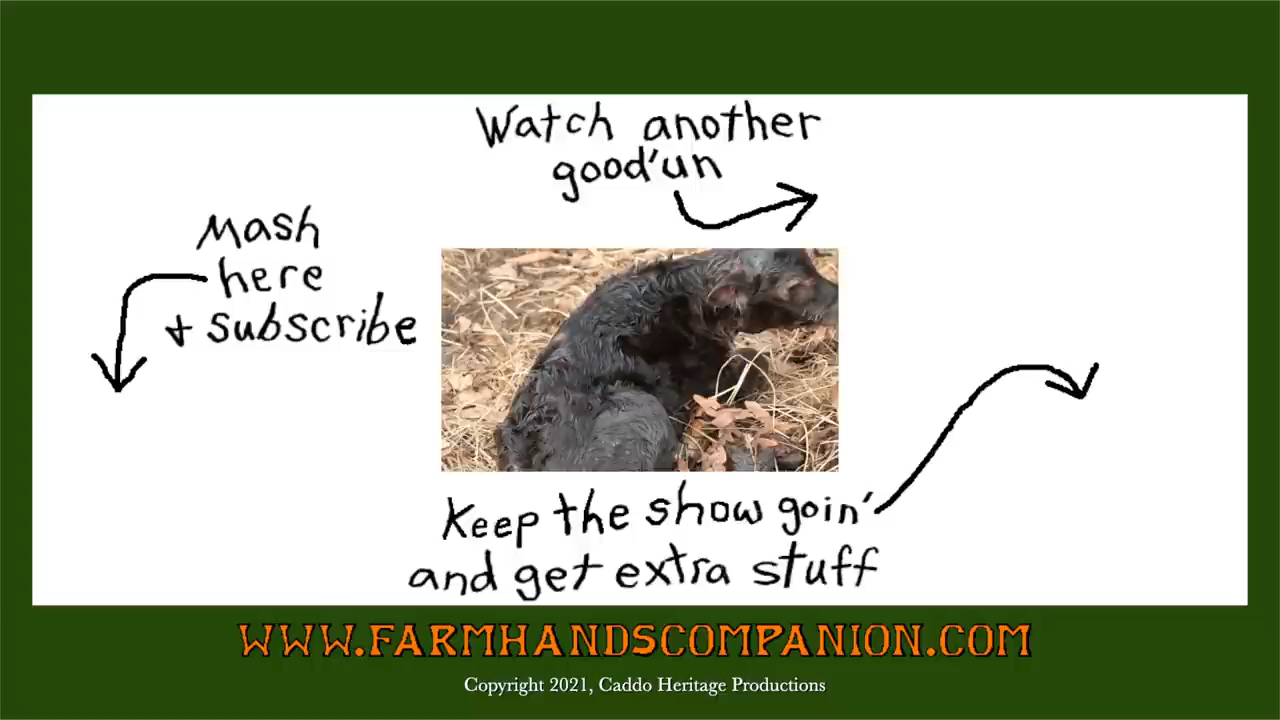 Watch another
good'un
Mash
here
+ subscribe
Keep the show goin'
and get extra stuff
WWW.FARMHANDSCOMPANION.COM
Copyright 2021, Caddo Heritage Productions